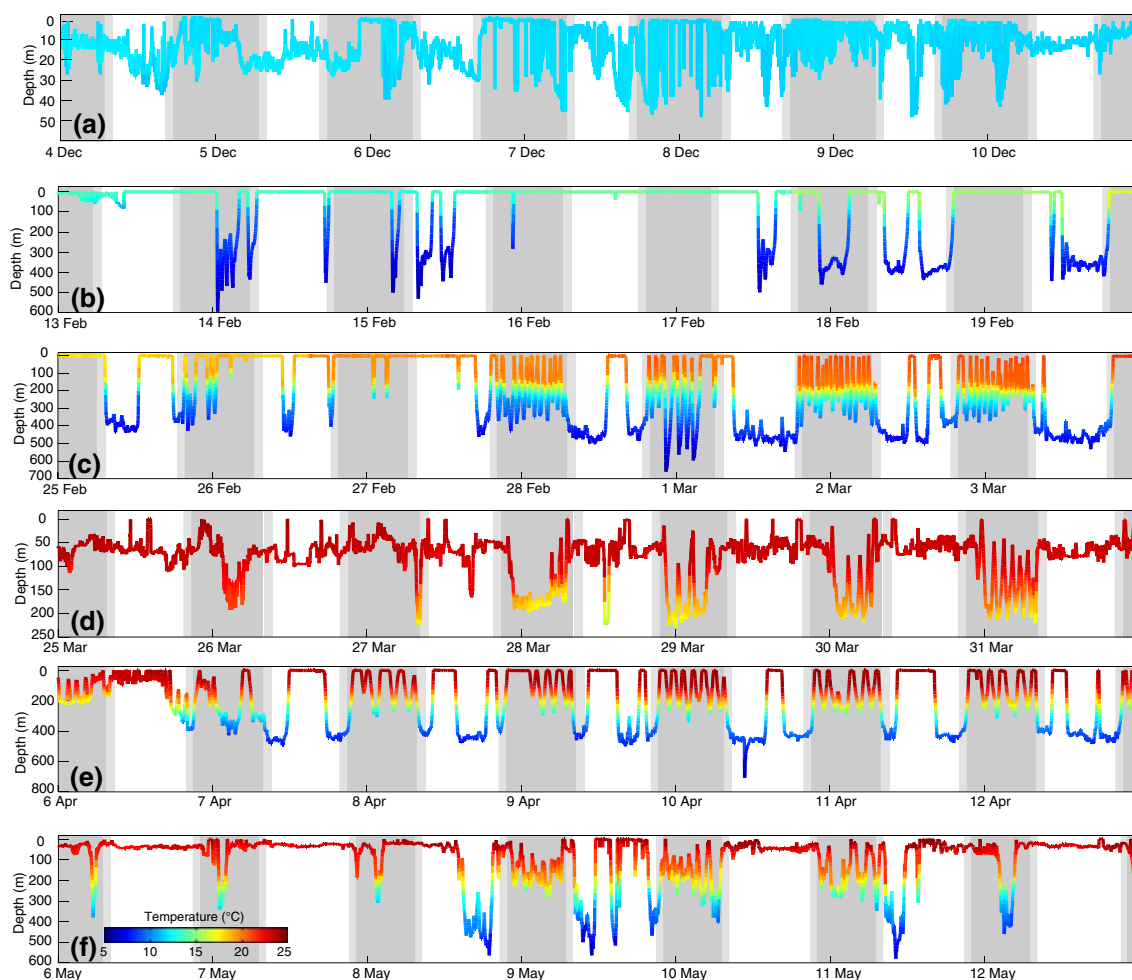 0
10
20
30
40
50
Depth (m)
(a)
4 Dec 5 Dec 6 Dec 7 Dec 8 Dec 9 Dec 10 Dec
0
100
200
300
400
500
600
Depth (m)
(b)
13 Feb 14 Feb 15 Feb 16 Feb 17 Feb 18 Feb 19 Feb
0
100
200
300
400
500
600
700
Depth (m)
(c)
25 Feb 26 Feb 27 Feb 28 Feb 1 Mar 2 Mar 3 Mar
0
50
100
150
200
250
Depth (m)
(d)
25 Mar 26 Mar 27 Mar 28 Mar 29 Mar 30 Mar 31 Mar
0
200
400
600
800
Depth (m)
(e)
6 Apr 7 Apr 8 Apr 9 Apr 10 Apr 11 Apr 12 Apr
0
100
200
300
400
500
600
Depth (m)
Temperature (°C)
5 10 15 20 25
(f)
6 May 7 May 8 May 9 May 10 May 11 May 12 May